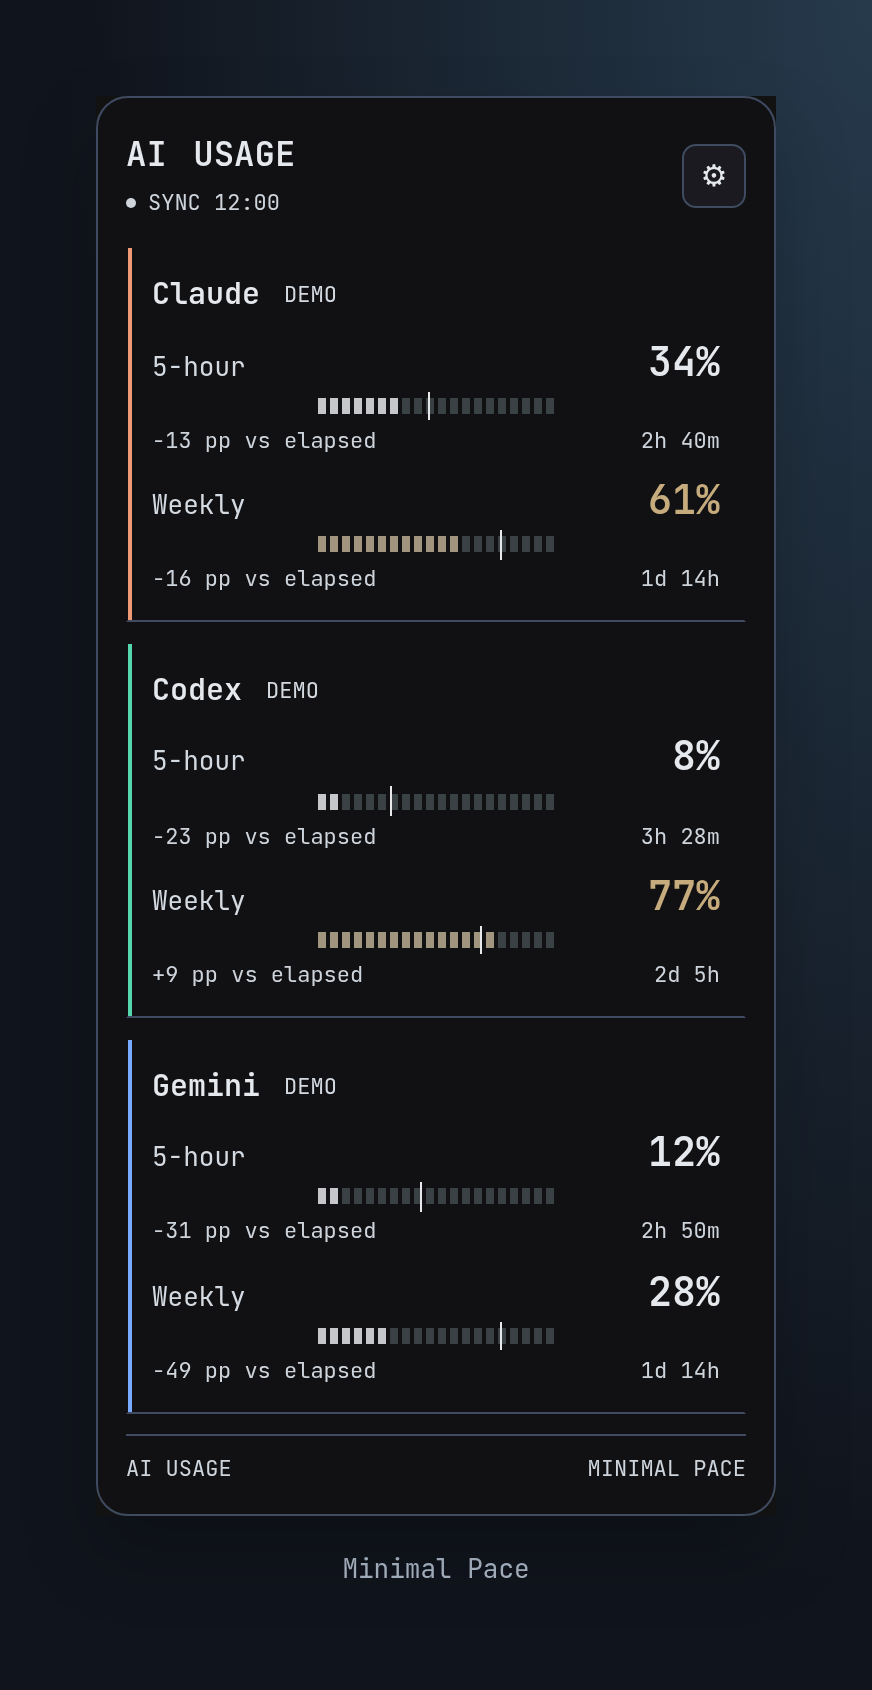 AI USAGE
SYNC 12:00
Claude DEMO
5-hour 34%
-13 pp vs elapsed 2h 40m
Weekly 61%
-16 pp vs elapsed 1d 14h
Codex DEMO
5-hour 8%
-23 pp vs elapsed 3h 28m
Weekly 77%
+9 pp vs elapsed 2d 5h
Gemini DEMO
5-hour 12%
-31 pp vs elapsed 2h 50m
Weekly 28%
-49 pp vs elapsed 1d 14h
AI USAGE MINIMAL PACE
Minimal Pace